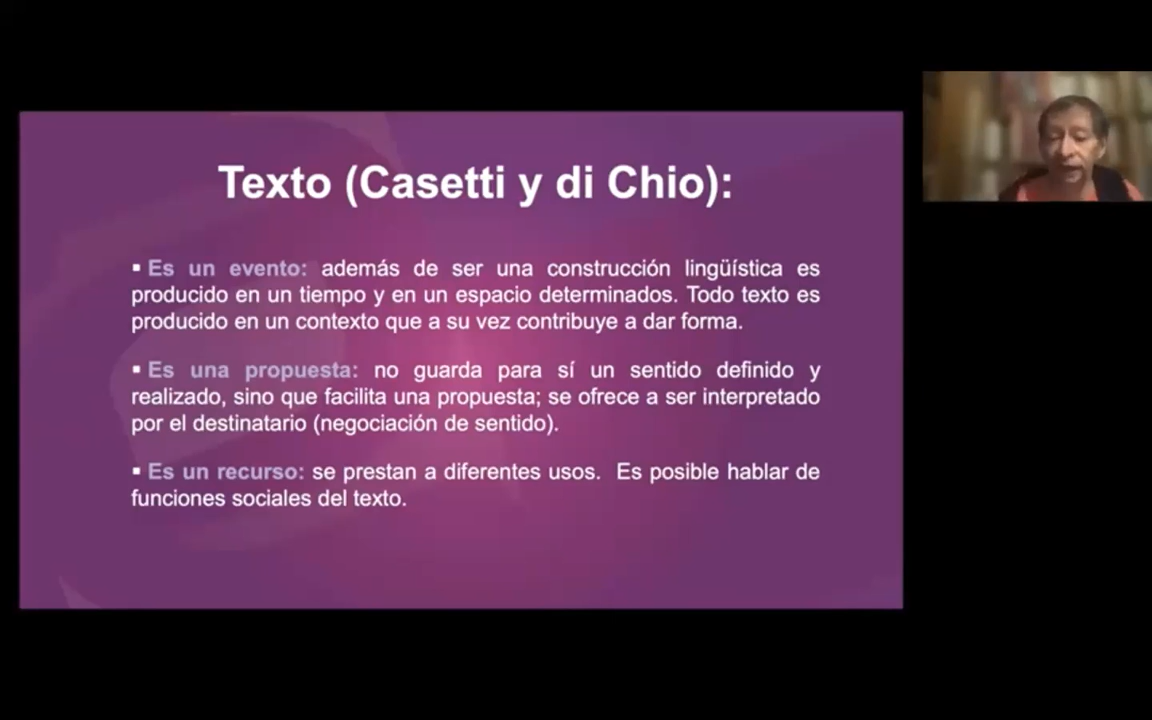 Texto (Casetti y di Chio):
▪ Es un evento: además de ser una construcción lingüística es
producido en un tiempo y en un espacio determinados. Todo texto es
producido en un contexto que a su vez contribuye a dar forma.
▪ Es una propuesta: no guarda para sí un sentido definido y
realizado, sino que facilita una propuesta; se ofrece a ser interpretado
por el destinatario (negociación de sentido).
▪ Es un recurso: se prestan a diferentes usos.  Es posible hablar de
funciones sociales del texto.